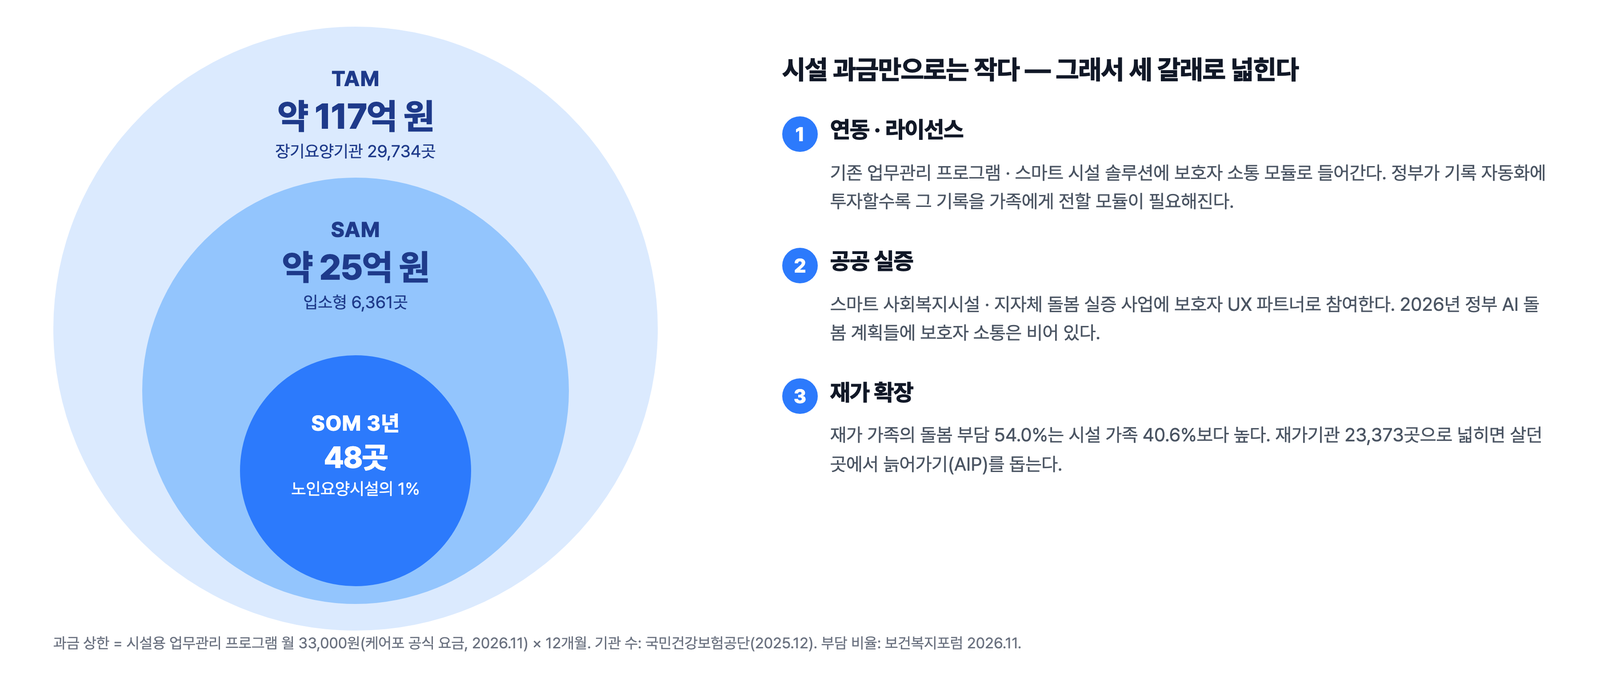 TAM
약 117억 원
장기요양기관 29,734곳
SAM
약 25억 원
입소형 6,361곳
SOM 3년
48곳
노인요양시설의 1%
시설 과금만으로는 작다 — 그래서 세 갈래로 넓힌다
1 연동 · 라이선스
기존 업무관리 프로그램 · 스마트 시설 솔루션에 보호자 소통 모듈로 들어간다. 정부가 기록 자동화에
투자할수록 그 기록을 가족에게 전할 모듈이 필요해진다.
2 공공 실증
스마트 사회복지시설 · 지자체 돌봄 실증 사업에 보호자 UX 파트너로 참여한다. 2026년 정부 AI 돌
봄 계획들에 보호자 소통은 비어 있다.
3 재가 확장
재가 가족의 돌봄 부담 54.0%는 시설 가족 40.6%보다 높다. 재가기관 23,373곳으로 넓히면 살던
곳에서 늙어가기(AIP)를 돕는다.
과금 상한 = 시설용 업무관리 프로그램 월 33,000원(케어포 공식 요금, 2026.11) × 12개월. 기관 수: 국민건강보험공단(2025.12). 부담 비율: 보건복지포럼 2026.11.